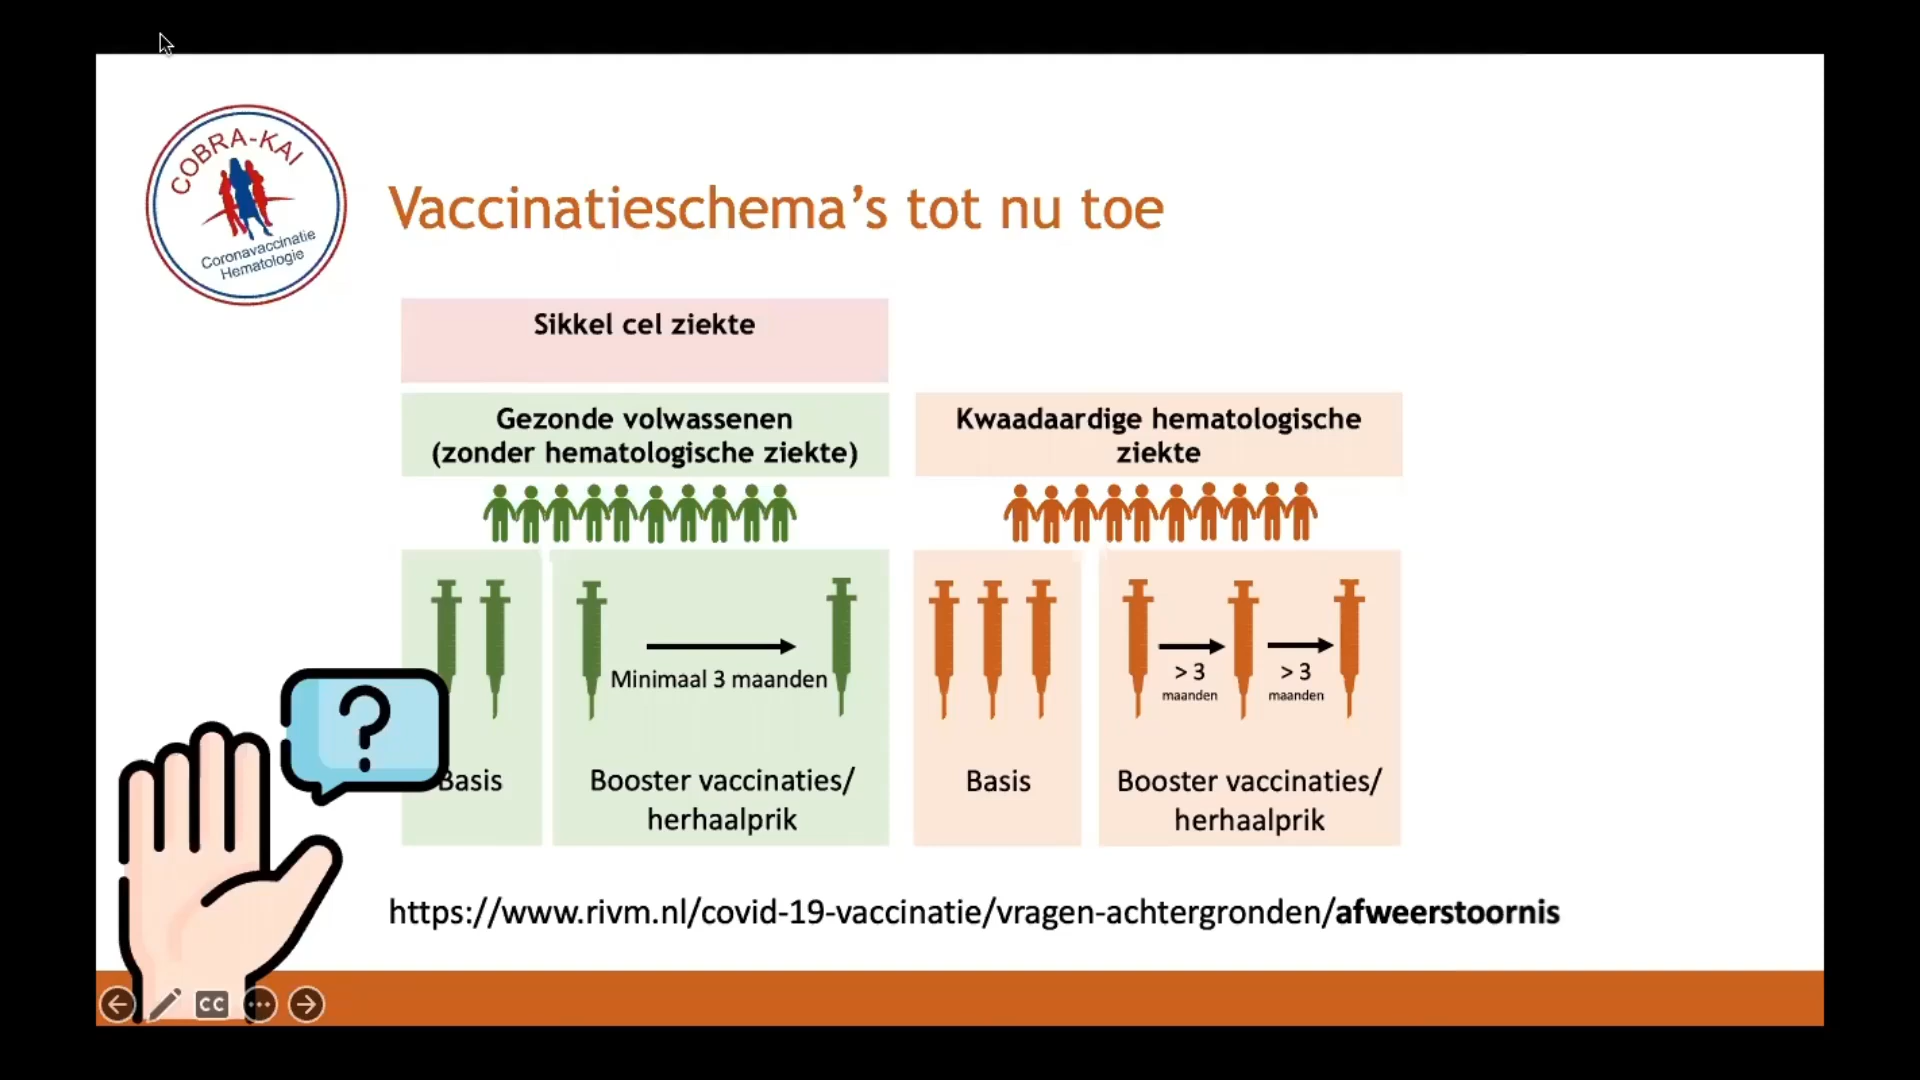 COBRA-KAI
Coronavaccinatie
Hematologie
Vaccinatieschema’s tot nu toe
Sikkel cel ziekte
Gezonde volwassenen
(zonder hematologische ziekte)
Kwaadaardige hematologische
ziekte
Minimaal 3 maanden
> 3
maanden
> 3
maanden
?
Basis
Booster vaccinaties/
herhaalprik
Basis
Booster vaccinaties/
herhaalprik
https://www.rivm.nl/covid-19-vaccinatie/vragen-achtergronden/afweerstoornis
CC